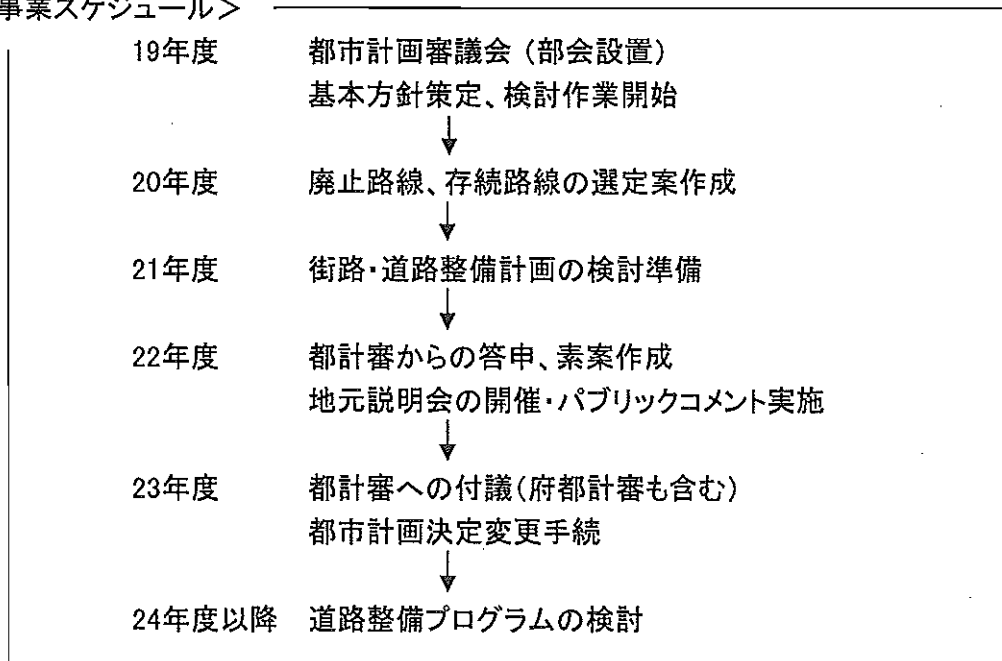 事業スケジュール＞
19年度 都市計画審議会（部会設置）
基本方針策定、検討作業開始
20年度 廃止路線、存続路線の選定案作成
21年度 街路・道路整備計画の検討準備
22年度 都計審からの答申、素案作成
地元説明会の開催・パブリックコメント実施
23年度 都計審への付議（府都計審も含む）
都市計画決定変更手続
24年度以降 道路整備プログラムの検討